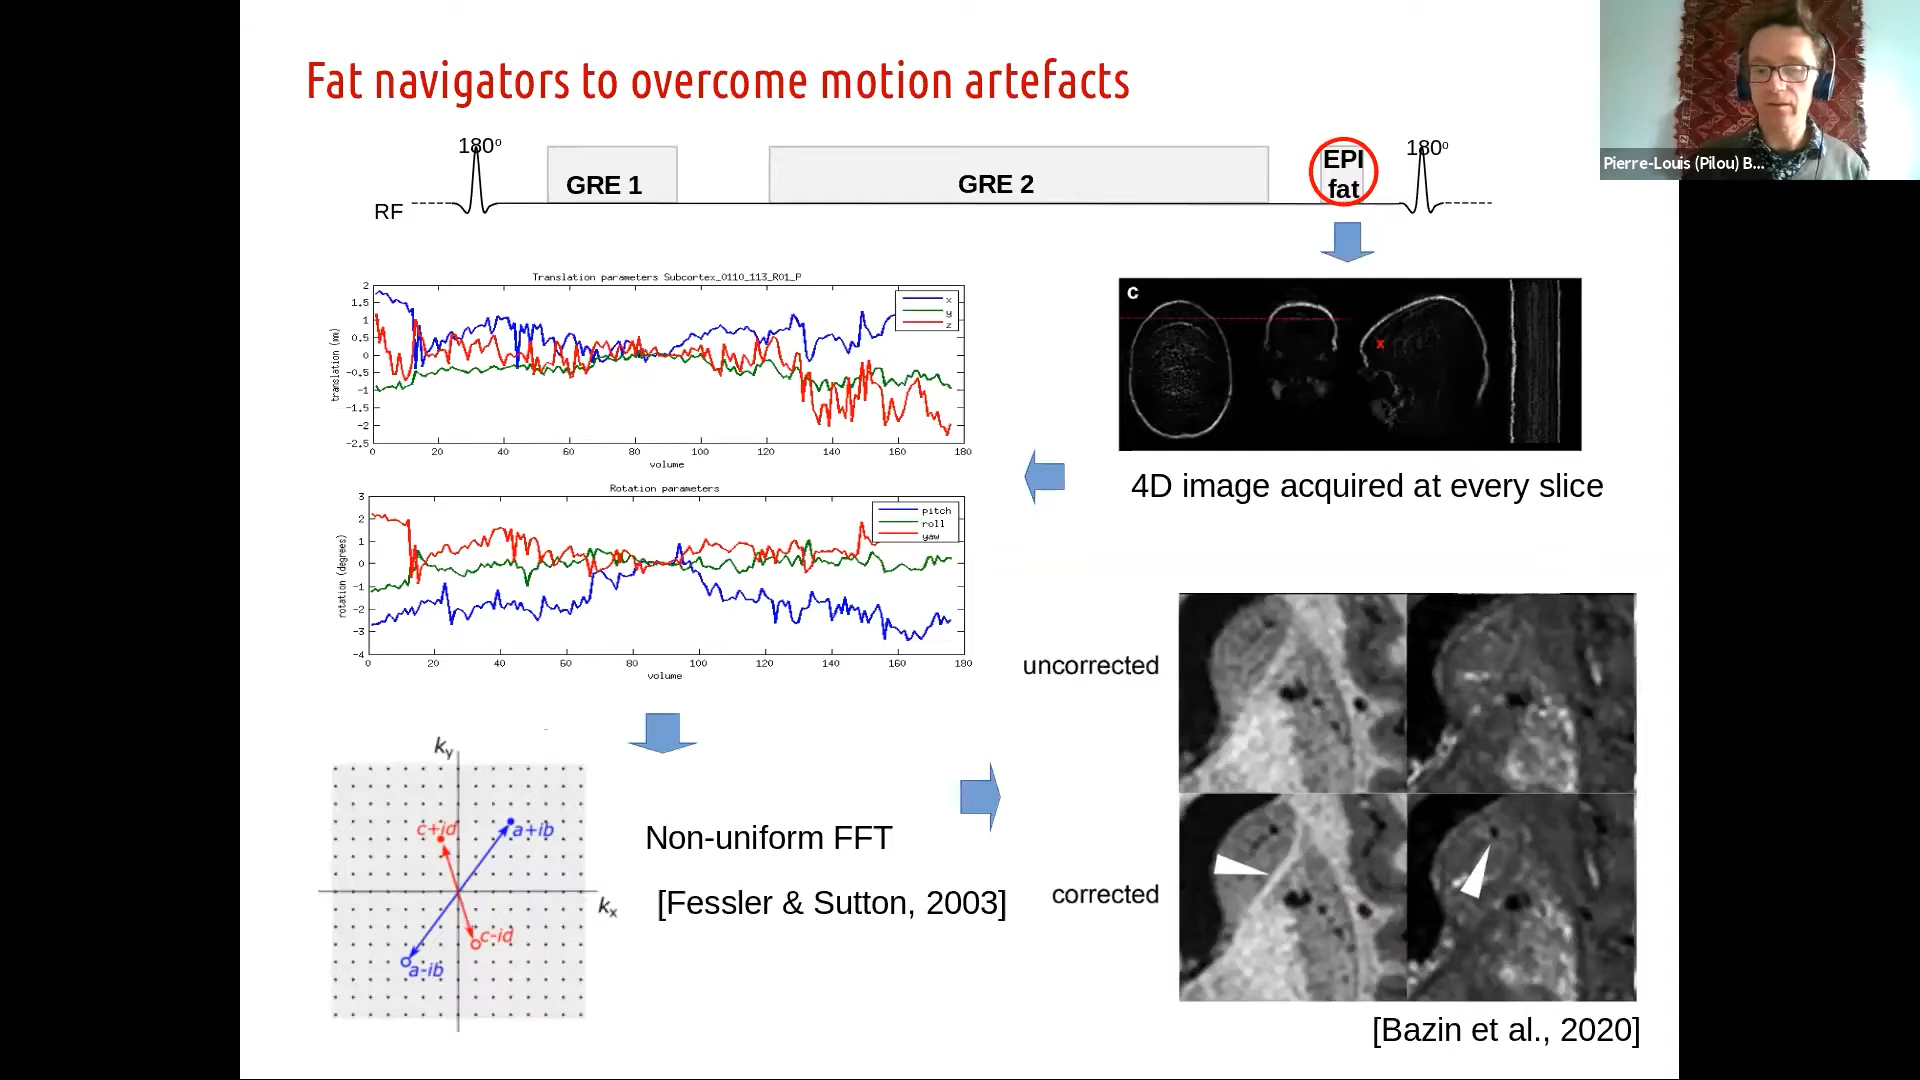 Fat navigators to overcome motion artefacts
Pierre-Louis (Pilou) B...
180º
GRE 1
GRE 2
EPI
fat
180º
RF
Translation parameters Subcortex_0110_113_R01_P
translation (mm)
2
1.5
1
0.5
0
-0.5
-1
-1.5
-2
-2.5
x
y
z
0 20 40 60 80 100 120 140 160 180
volume
c
x
4D image acquired at every slice
Rotation parameters
rotation (degrees)
3
2
1
0
-1
-2
-3
-4
pitch
roll
yaw
0 20 40 60 80 100 120 140 160 180
volume
uncorrected
corrected
ky
kx
c+id
a+ib
c-id
a-ib
Non-uniform FFT
[Fessler & Sutton, 2003]
[Bazin et al., 2020]